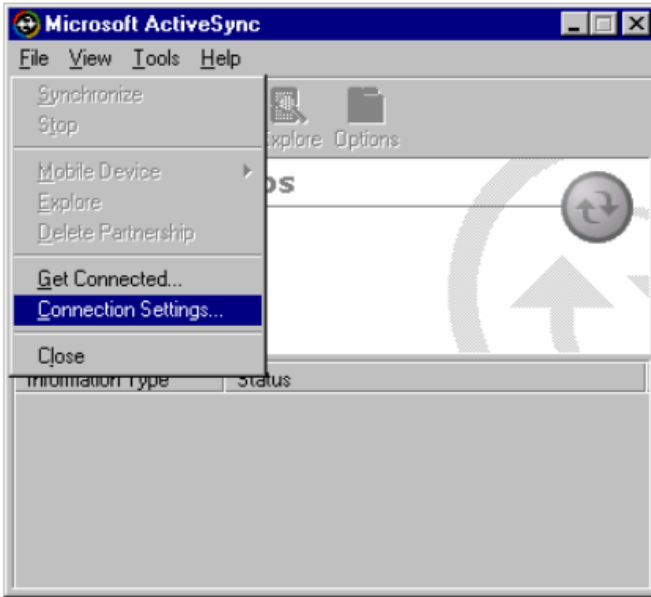 Microsoft ActiveSync
File View Tools Help
Synchronize
Stop
Explore Options
Mobile Device
Explore
Delete Partnership
Get Connected...
Connection Settings...
Close
Information Type Status